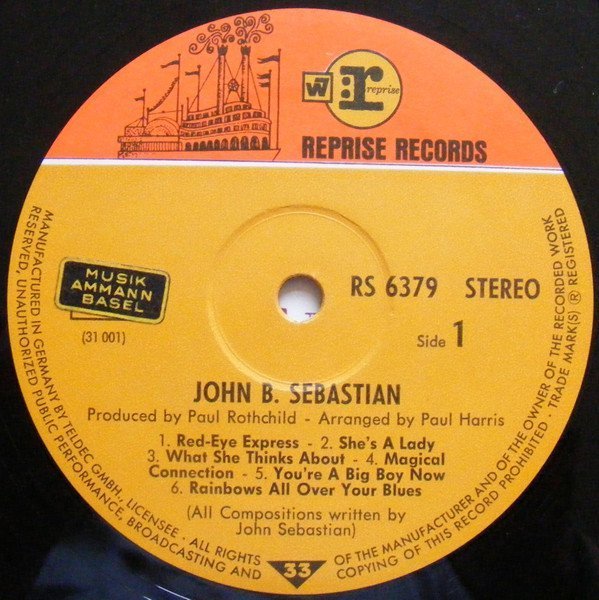 W
r
reprise
REPRISE RECORDS
MUSIK
AMMANN
BASEL
(31 001)
RS 6379 STEREO
Side 1
JOHN B. SEBASTIAN
Produced by Paul Rothchild - Arranged by Paul Harris
1. Red-Eye Express - 2. She's A Lady
3. What She Thinks About - 4. Magical
Connection - 5. You're A Big Boy Now
6. Rainbows All Over Your Blues
(All Compositions written by
John Sebastian)
MANUFACTURED IN GERMANY BY TELDEC GMBH., LICENSEE · ALL RIGHTS OF THE MANUFACTURER AND OF THE OWNER OF THE RECORDED WORK
RESERVED, UNAUTHORIZED PUBLIC PERFORMANCE, BROADCASTING AND COPYING OF THIS RECORD PROHIBITED · TRADE MARK(S) ® REGISTERED
33